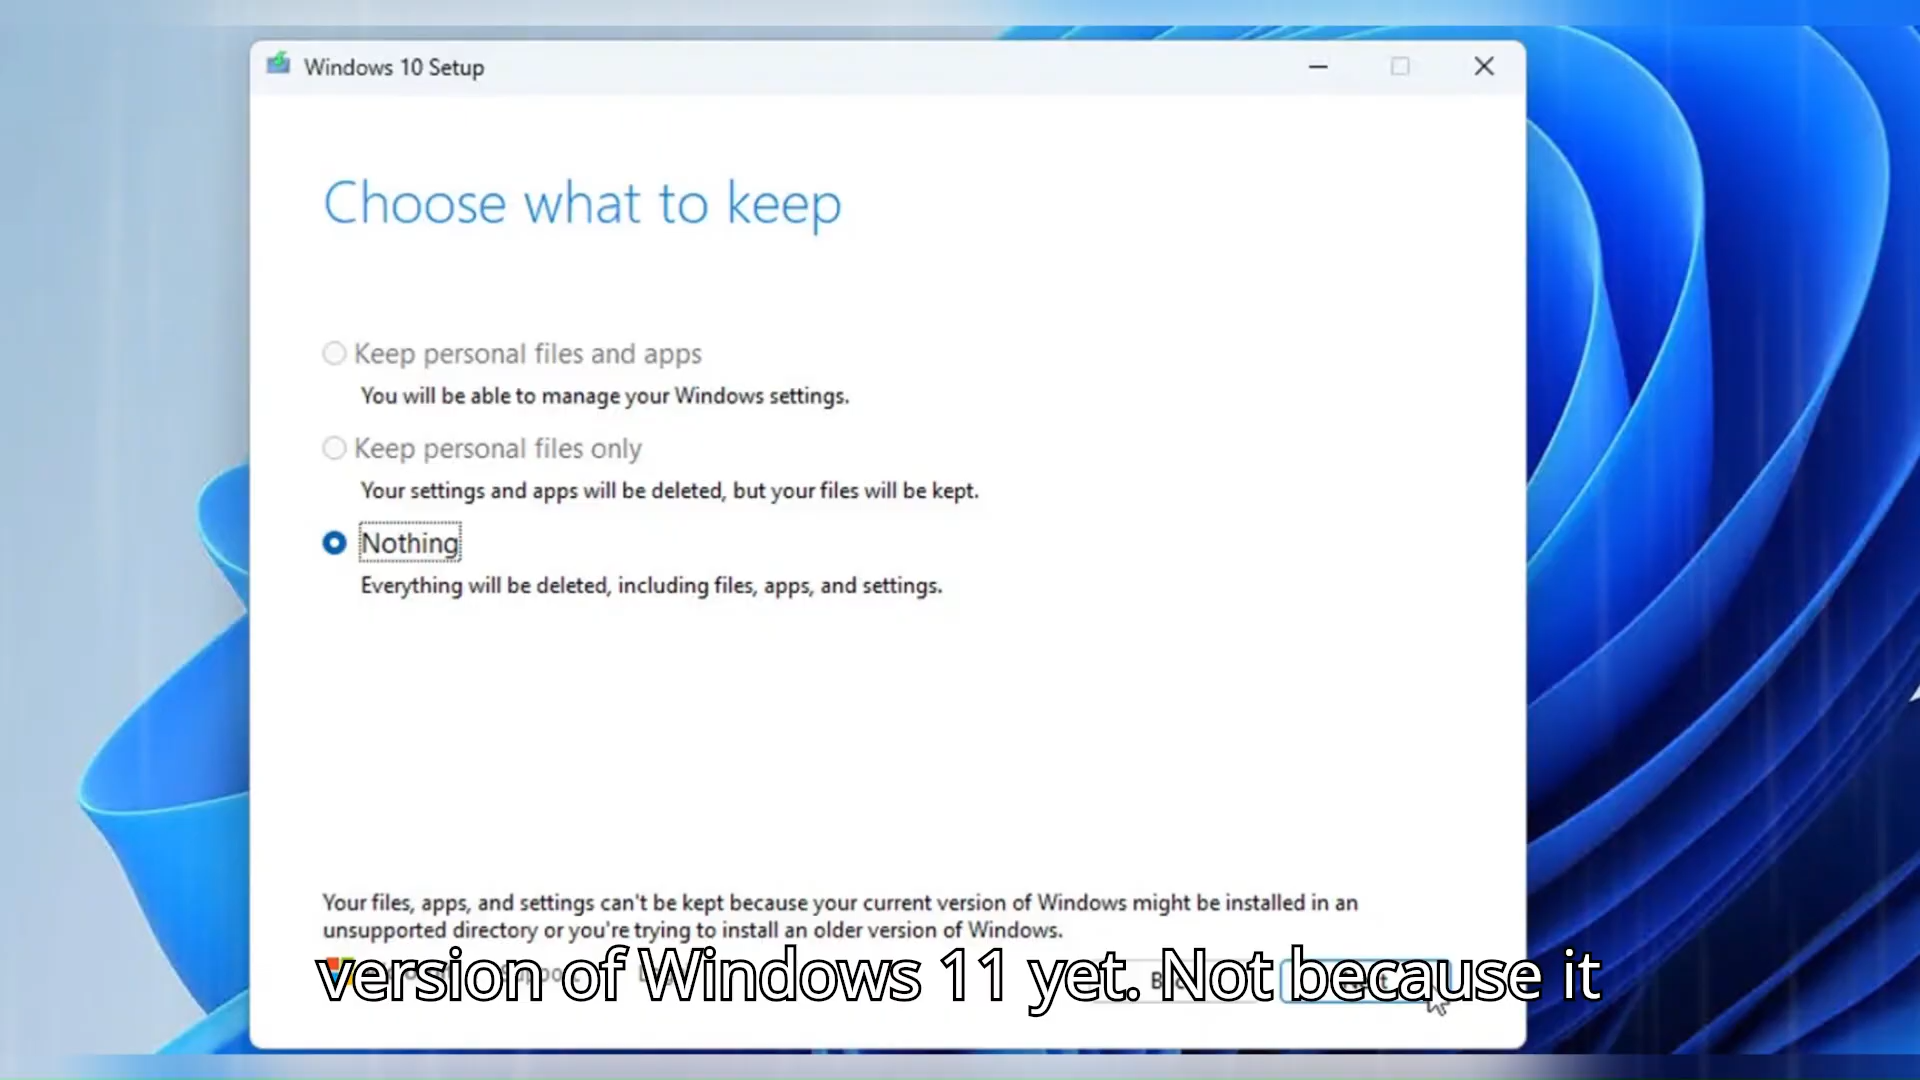 Windows 10 Setup
Choose what to keep
Keep personal files and apps
You will be able to manage your Windows settings.
Keep personal files only
Your settings and apps will be deleted, but your files will be kept.
Nothing
Everything will be deleted, including files, apps, and settings.
Your files, apps, and settings can't be kept because your current version of Windows might be installed in an
unsupported directory or you're trying to install an older version of Windows.
version of Windows 11 yet. Not because it